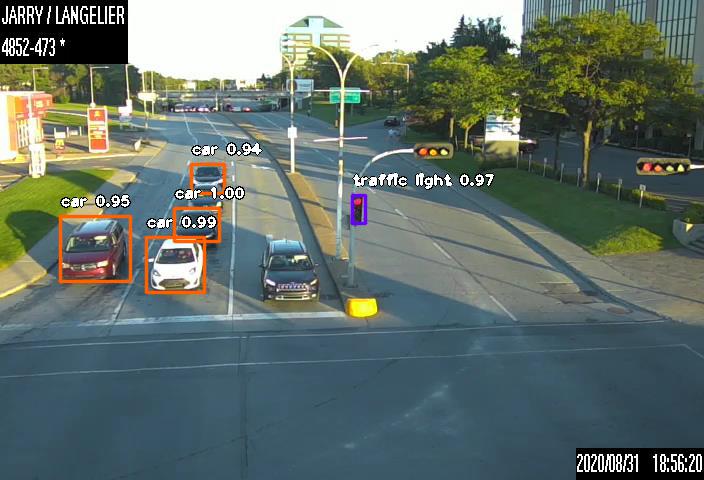 JARRY / LANGELIER
4852-473 *
car 0.94
car 1.00
car 0.95
car 0.99
traffic light 0.97
2020/08/31 18:56:20